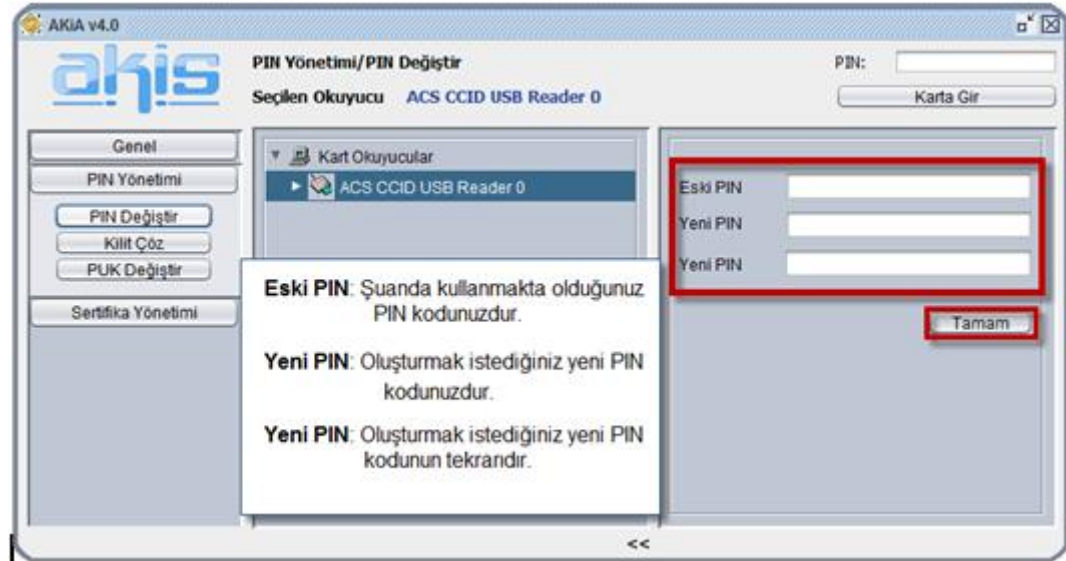 AKiA v4.0
akis
PIN Yönetimi/PIN Değiştir
PIN:
Seçilen Okuyucu ACS CCID USB Reader 0
Karta Gir
Genel
PIN Yönetimi
PIN Değiştir
Kilit Çöz
PUK Değiştir
Sertifika Yönetimi
Kart Okuyucular
ACS CCID USB Reader 0
Eski PIN: Şuanda kullanmakta olduğunuz
PIN kodunuzdur.
Yeni PIN: Oluşturmak istediğiniz yeni PIN
kodunuzdur.
Yeni PIN: Oluşturmak istediğiniz yeni PIN
kodunun tekrarıdır.
Eski PIN
Yeni PIN
Yeni PIN
Tamam
<<